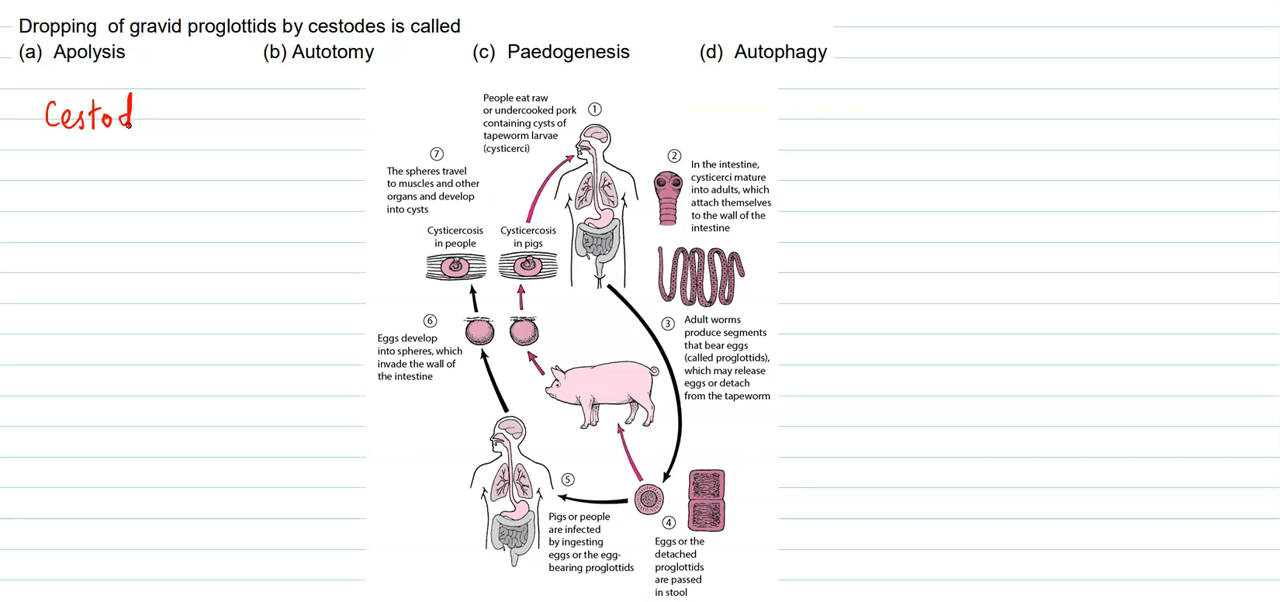 Dropping of gravid proglottids by cestodes is called
(a) Apolysis (b) Autotomy (c) Paedogenesis (d) Autophagy
Cestod
People eat raw
or undercooked pork
containing cysts of
tapeworm larvae
(cysticerci)
1
2
In the intestine,
cysticerci mature
into adults, which
attach themselves
to the wall of the
intestine
7
The spheres travel
to muscles and other
organs and develop
into cysts
Cysticercosis
in people
Cysticercosis
in pigs
3
Adult worms
produce segments
that bear eggs
(called proglottids),
which may release
eggs or detach
from the tapeworm
6
Eggs develop
into spheres, which
invade the wall of
the intestine
5
Pigs or people
are infected
by ingesting
eggs or the egg-
bearing proglottids
4
Eggs or the
detached
proglottids
are passed
in stool